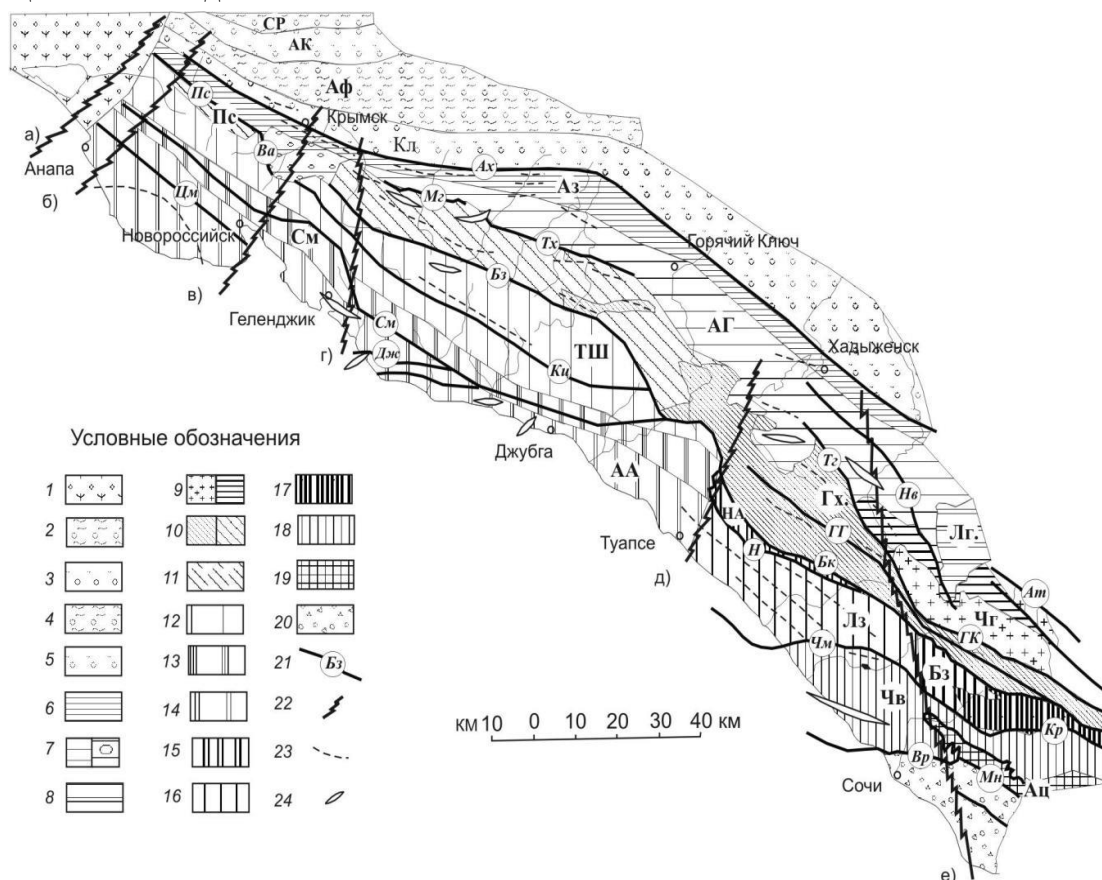 СР
АК
Аф
Пс
Крымск
Пс
а)
Кл
Ва
Ах
Анапа
Аз
Мг
б)
Цм
Горячий Ключ
Новороссийск
См
Тх
Бз
в)
АГ
Геленджик
См
ТШ
Хадыженск
г)
Дж
Ки
Условные обозначения
Джубга
Тг
АА
Гх.
Нв
1 9 17
НА
ГГ
Лг.
2 10 18
Туапсе
Н
д)
Бк
Ат
3 11 19
Лз
Чг
4 12 20
Чм
ГК
Бз
5 13 21 Бз
Чв
км 10 0 10 20 30 40 км
6 14 22
Кр
Вр
7 15 23
Сочи
Мн
Ац
8 16 24
е)